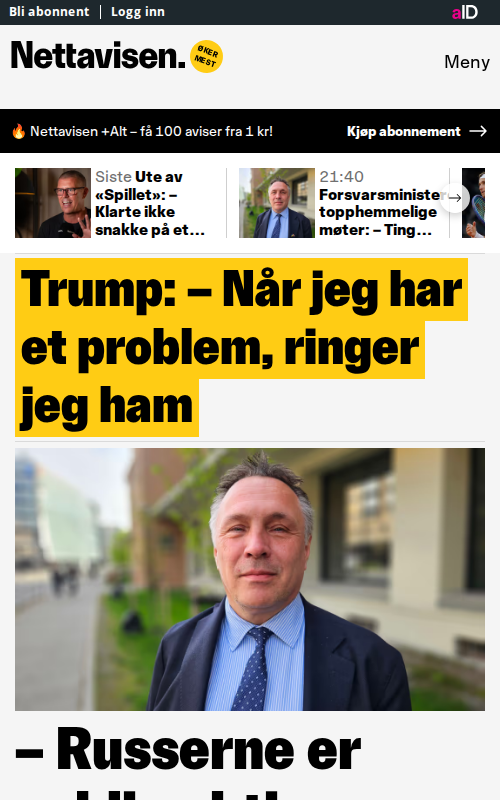 Bli abonnent | Logg inn
aID
Nettavisen.
ØKER
MEST
Meny
🔥 Nettavisen +Alt – få 100 aviser fra 1 kr!
Kjøp abonnement
Siste Ute av
«Spillet»: –
Klarte ikke
snakke på et...
21:40
Forsvarsminister
topphemmelige
møter: – Ting...
Trump: – Når jeg har
et problem, ringer
jeg ham
– Russerne er